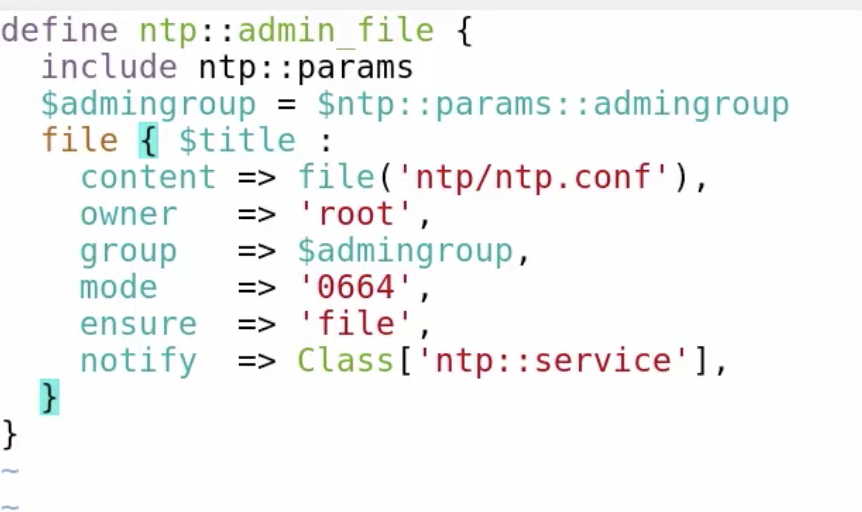 define ntp::admin_file {
  include ntp::params
  $admingroup = $ntp::params::admingroup
  file { $title :
    content => file('ntp/ntp.conf'),
    owner   => 'root',
    group   => $admingroup,
    mode    => '0664',
    ensure  => 'file',
    notify  => Class['ntp::service'],
  }
}
~
~